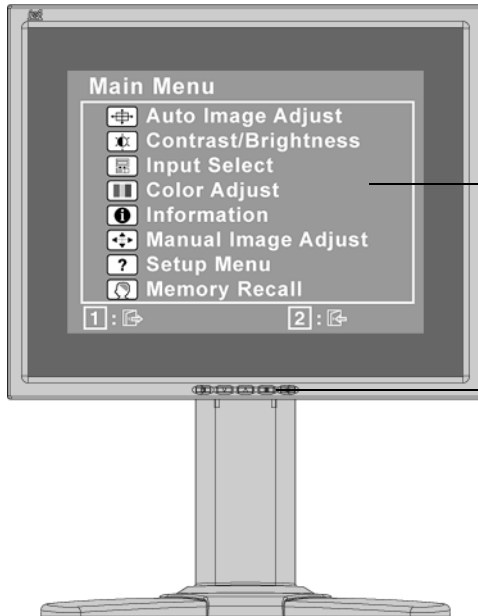 Main Menu
Auto Image Adjust
Contrast/Brightness
Input Select
Color Adjust
Information
Manual Image Adjust
? Setup Menu
Memory Recall
1 : 2 :